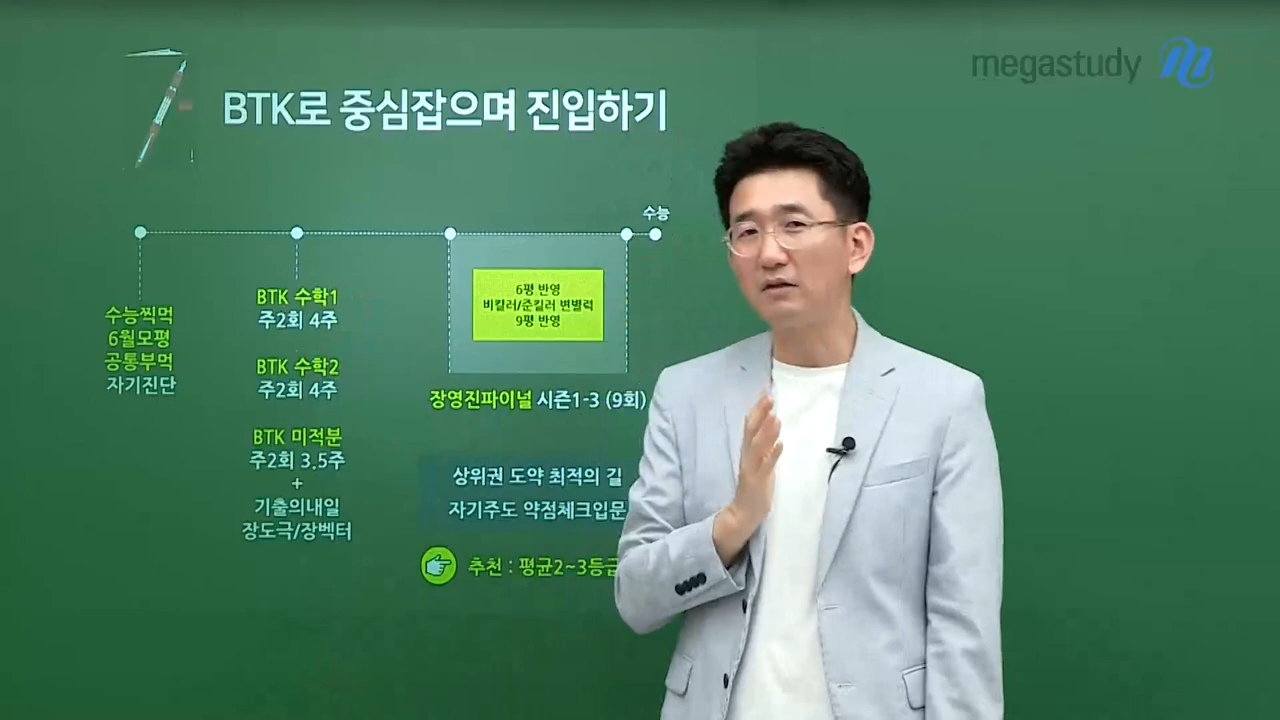 megastudy
BTK로 중심잡으며 진입하기
수능
수능찍먹
6월모평
공통부먹
자기진단
BTK 수학1
주2회 4주
BTK 수학2
주2회 4주
BTK 미적분
주2회 3.5주
+
기출의내일
장도극/장벡터
6평 반영
비킬러/준킬러 변별력
9평 반영
장영진파이널 시즌1-3 (9회)
상위권 도약 최적의 길
자기주도 약점체크입문
추천 : 평균2~3등급